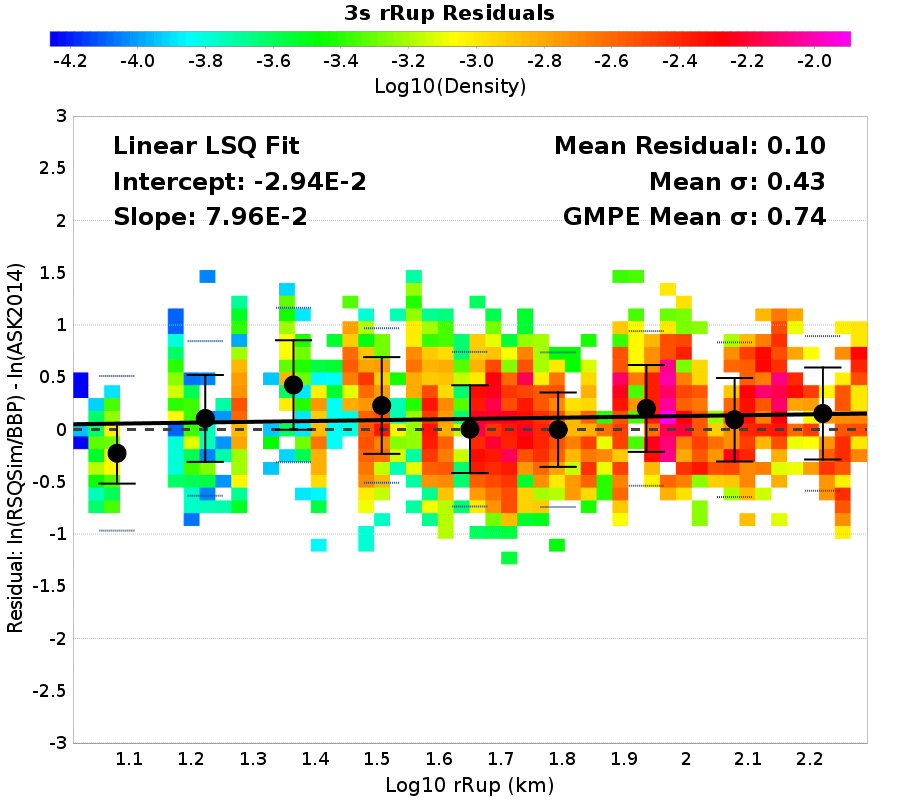 3s rRup Residuals
-4.2 -4.0 -3.8 -3.6 -3.4 -3.2 -3.0 -2.8 -2.6 -2.4 -2.2 -2.0
Log10(Density)
Linear LSQ Fit
Intercept: -2.94E-2
Slope: 7.96E-2
Mean Residual: 0.10
Mean σ: 0.43
GMPE Mean σ: 0.74
Residual: ln(RSQSim/BBP) - ln(ASK2014)
3
2.5
2
1.5
1
0.5
0
-0.5
-1
-1.5
-2
-2.5
-3
1.1 1.2 1.3 1.4 1.5 1.6 1.7 1.8 1.9 2 2.1 2.2
Log10 rRup (km)